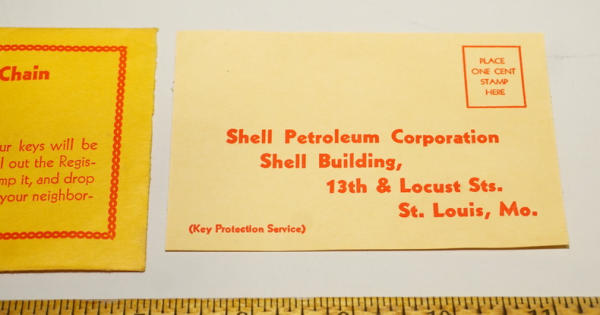 Chain
ur keys will be
l out the Regis-
mp it, and drop
your neighbor-
PLACE
ONE CENT
STAMP
HERE
Shell Petroleum Corporation
Shell Building,
13th & Locust Sts.
St. Louis, Mo.
(Key Protection Service)